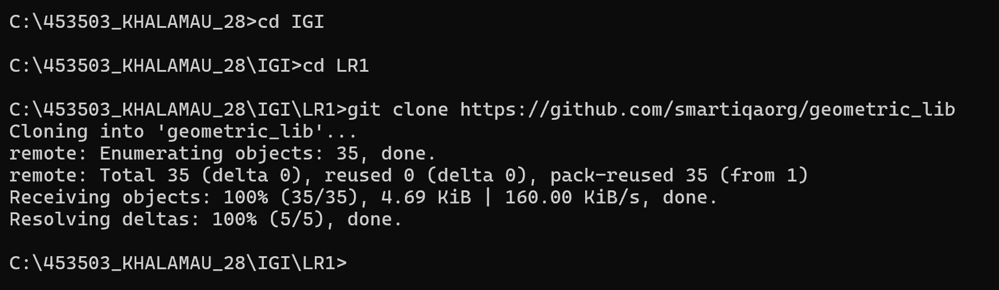 C:\453503_KHALAMAU_28>cd IGI
C:\453503_KHALAMAU_28\IGI>cd LR1
C:\453503_KHALAMAU_28\IGI\LR1>git clone https://github.com/smartiqaorg/geometric_lib
Cloning into 'geometric_lib'...
remote: Enumerating objects: 35, done.
remote: Total 35 (delta 0), reused 0 (delta 0), pack-reused 35 (from 1)
Receiving objects: 100% (35/35), 4.69 KiB | 160.00 KiB/s, done.
Resolving deltas: 100% (5/5), done.
C:\453503_KHALAMAU_28\IGI\LR1>